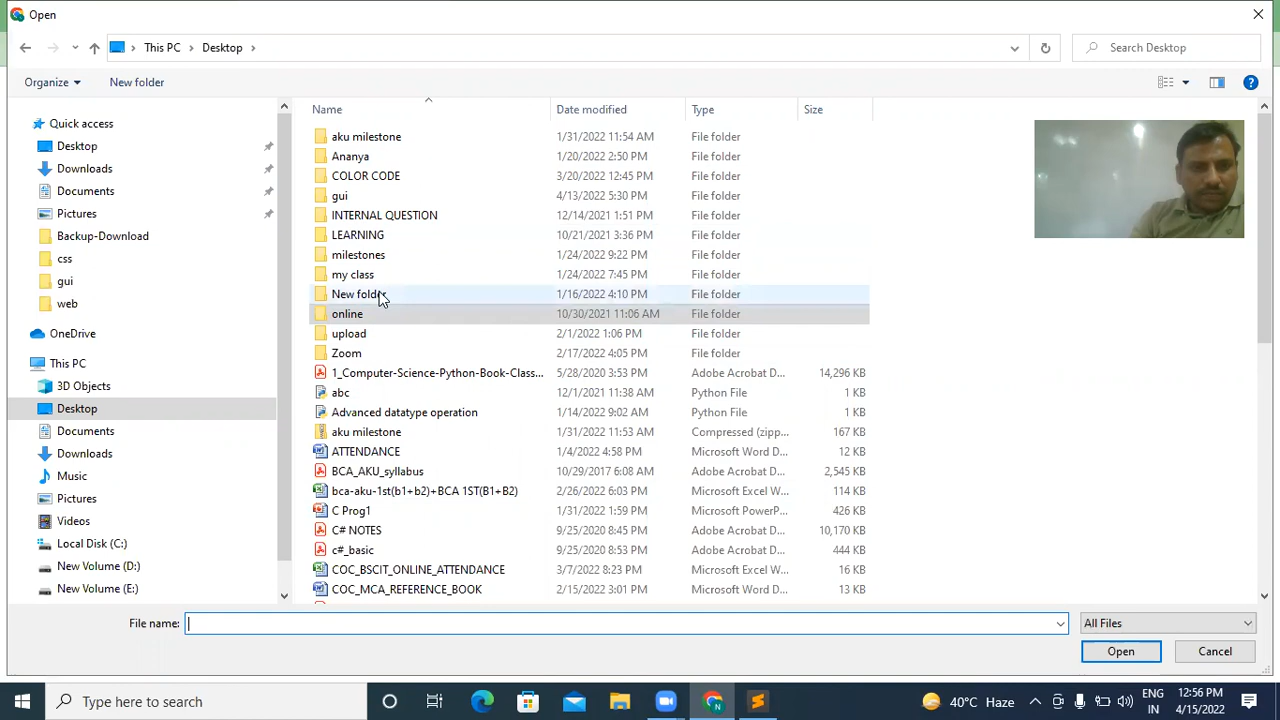 Open
This PC > Desktop >
Search Desktop
Organize
New folder
Quick access
Desktop
Downloads
Documents
Pictures
Backup-Download
css
gui
web
OneDrive
This PC
3D Objects
Desktop
Documents
Downloads
Music
Pictures
Videos
Local Disk (C:)
New Volume (D:)
New Volume (E:)
Name Date modified Type Size
aku milestone 1/31/2022 11:54 AM File folder
Ananya 1/20/2022 2:50 PM File folder
COLOR CODE 3/20/2022 12:45 PM File folder
gui 4/13/2022 5:30 PM File folder
INTERNAL QUESTION 12/14/2021 1:51 PM File folder
LEARNING 10/21/2021 3:36 PM File folder
milestones 1/24/2022 9:22 PM File folder
my class 1/24/2022 7:45 PM File folder
New folder 1/16/2022 4:10 PM File folder
online 10/30/2021 11:06 AM File folder
upload 2/1/2022 1:06 PM File folder
Zoom 2/17/2022 4:05 PM File folder
1_Computer-Science-Python-Book-Class... 5/28/2020 3:53 PM Adobe Acrobat D... 14,296 KB
abc 12/1/2021 11:38 AM Python File 1 KB
Advanced datatype operation 1/14/2022 9:02 AM Python File 1 KB
aku milestone 1/31/2022 11:53 AM Compressed (zipp... 167 KB
ATTENDANCE 1/4/2022 4:58 PM Microsoft Word D... 12 KB
BCA_AKU_syllabus 10/29/2017 6:08 AM Adobe Acrobat D... 2,545 KB
bca-aku-1st(b1+b2)+BCA 1ST(B1+B2) 2/26/2022 6:03 PM Microsoft Excel W... 114 KB
C Prog1 1/31/2022 1:59 PM Microsoft PowerP... 426 KB
C# NOTES 9/25/2020 8:45 PM Adobe Acrobat D... 10,170 KB
c#_basic 9/25/2020 8:53 PM Adobe Acrobat D... 444 KB
COC_BSCIT_ONLINE_ATTENDANCE 3/7/2022 8:23 PM Microsoft Excel W... 16 KB
COC_MCA_REFERENCE_BOOK 2/15/2022 3:01 PM Microsoft Word D... 13 KB
File name:
All Files
Open
Cancel
Type here to search
40°C Haze
ENG
IN
12:56 PM
4/15/2022